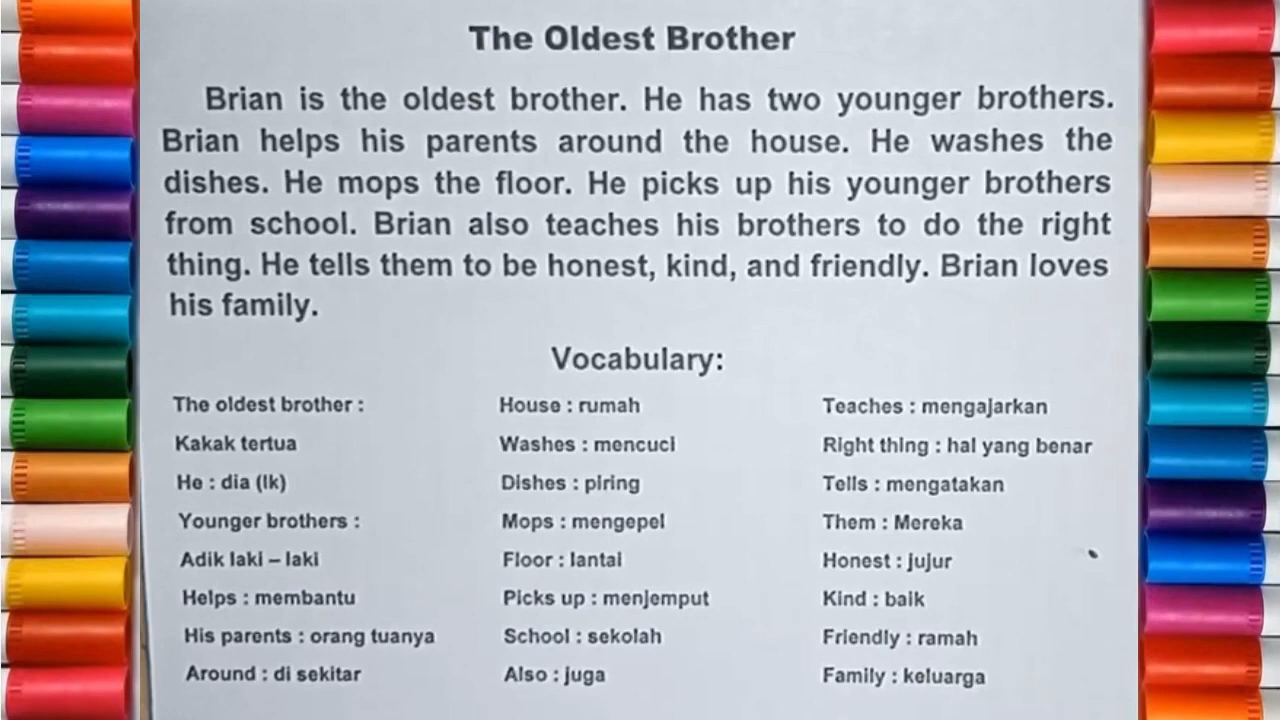 The Oldest Brother
Brian is the oldest brother. He has two younger brothers.
Brian helps his parents around the house. He washes the
dishes. He mops the floor. He picks up his younger brothers
from school. Brian also teaches his brothers to do the right
thing. He tells them to be honest, kind, and friendly. Brian loves
his family.
Vocabulary:
The oldest brother :
Kakak tertua
He : dia (lk)
Younger brothers :
Adik laki – laki
Helps : membantu
His parents : orang tuanya
Around : di sekitar
House : rumah
Washes : mencuci
Dishes : piring
Mops : mengepel
Floor : lantai
Picks up : menjemput
School : sekolah
Also : juga
Teaches : mengajarkan
Right thing : hal yang benar
Tells : mengatakan
Them : Mereka
Honest : jujur
Kind : baik
Friendly : ramah
Family : keluarga